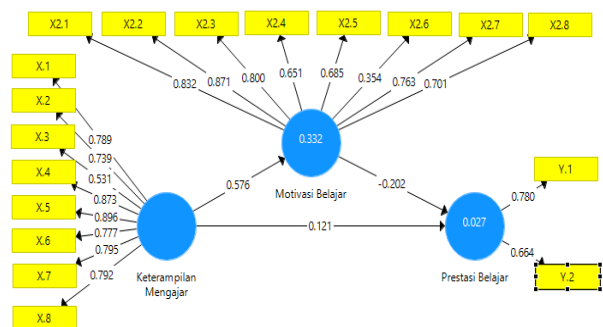 X2.1 X2.2 X2.3 X2.4 X2.5 X2.6 X2.7 X2.8
0.832 0.871 0.800 0.651 0.685 0.354 0.763 0.701
X.1
X.2
X.3
X.4
X.5
X.6
X.7
X.8
0.789
0.739
0.531
0.873
0.896
0.777
0.795
0.792
0.332
Motivasi Belajar
0.576
-0.202
0.121
Keterampilan
Mengajar
0.027
Prestasi Belajar
0.780
0.664
Y.1
Y.2